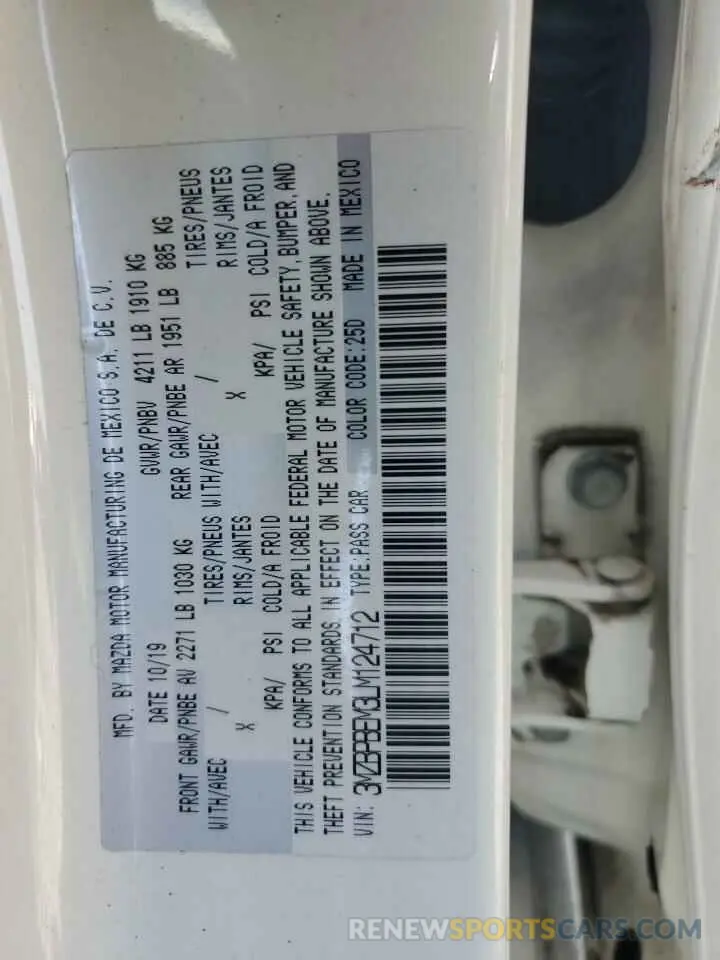 MFD. BY MAZDA MOTOR MANUFACTURING DE MEXICO S.A. DE C.V.
DATE 10/19 GVWR/PNBV 4211 LB 1910 KG
FRONT GAWR/PNBE AV 2271 LB 1030 KG REAR GAWR/PNBE AR 1951 LB 885 KG
TIRES/PNEUS WITH/AVEC TIRES/PNEUS
WITH/AVEC / RIMS/JANTES / RIMS/JANTES
X X
KPA/ PSI COLD/A FROID KPA/ PSI COLD/A FROID
THIS VEHICLE CONFORMS TO ALL APPLICABLE FEDERAL MOTOR VEHICLE SAFETY, BUMPER, AND
THEFT PREVENTION STANDARDS IN EFFECT ON THE DATE OF MANUFACTURE SHOWN ABOVE.
VIN: 3MZBPBEM3LM124712 TYPE:PASS CAR COLOR CODE:25D MADE IN MEXICO
RENEWSPORTSCARS.COM